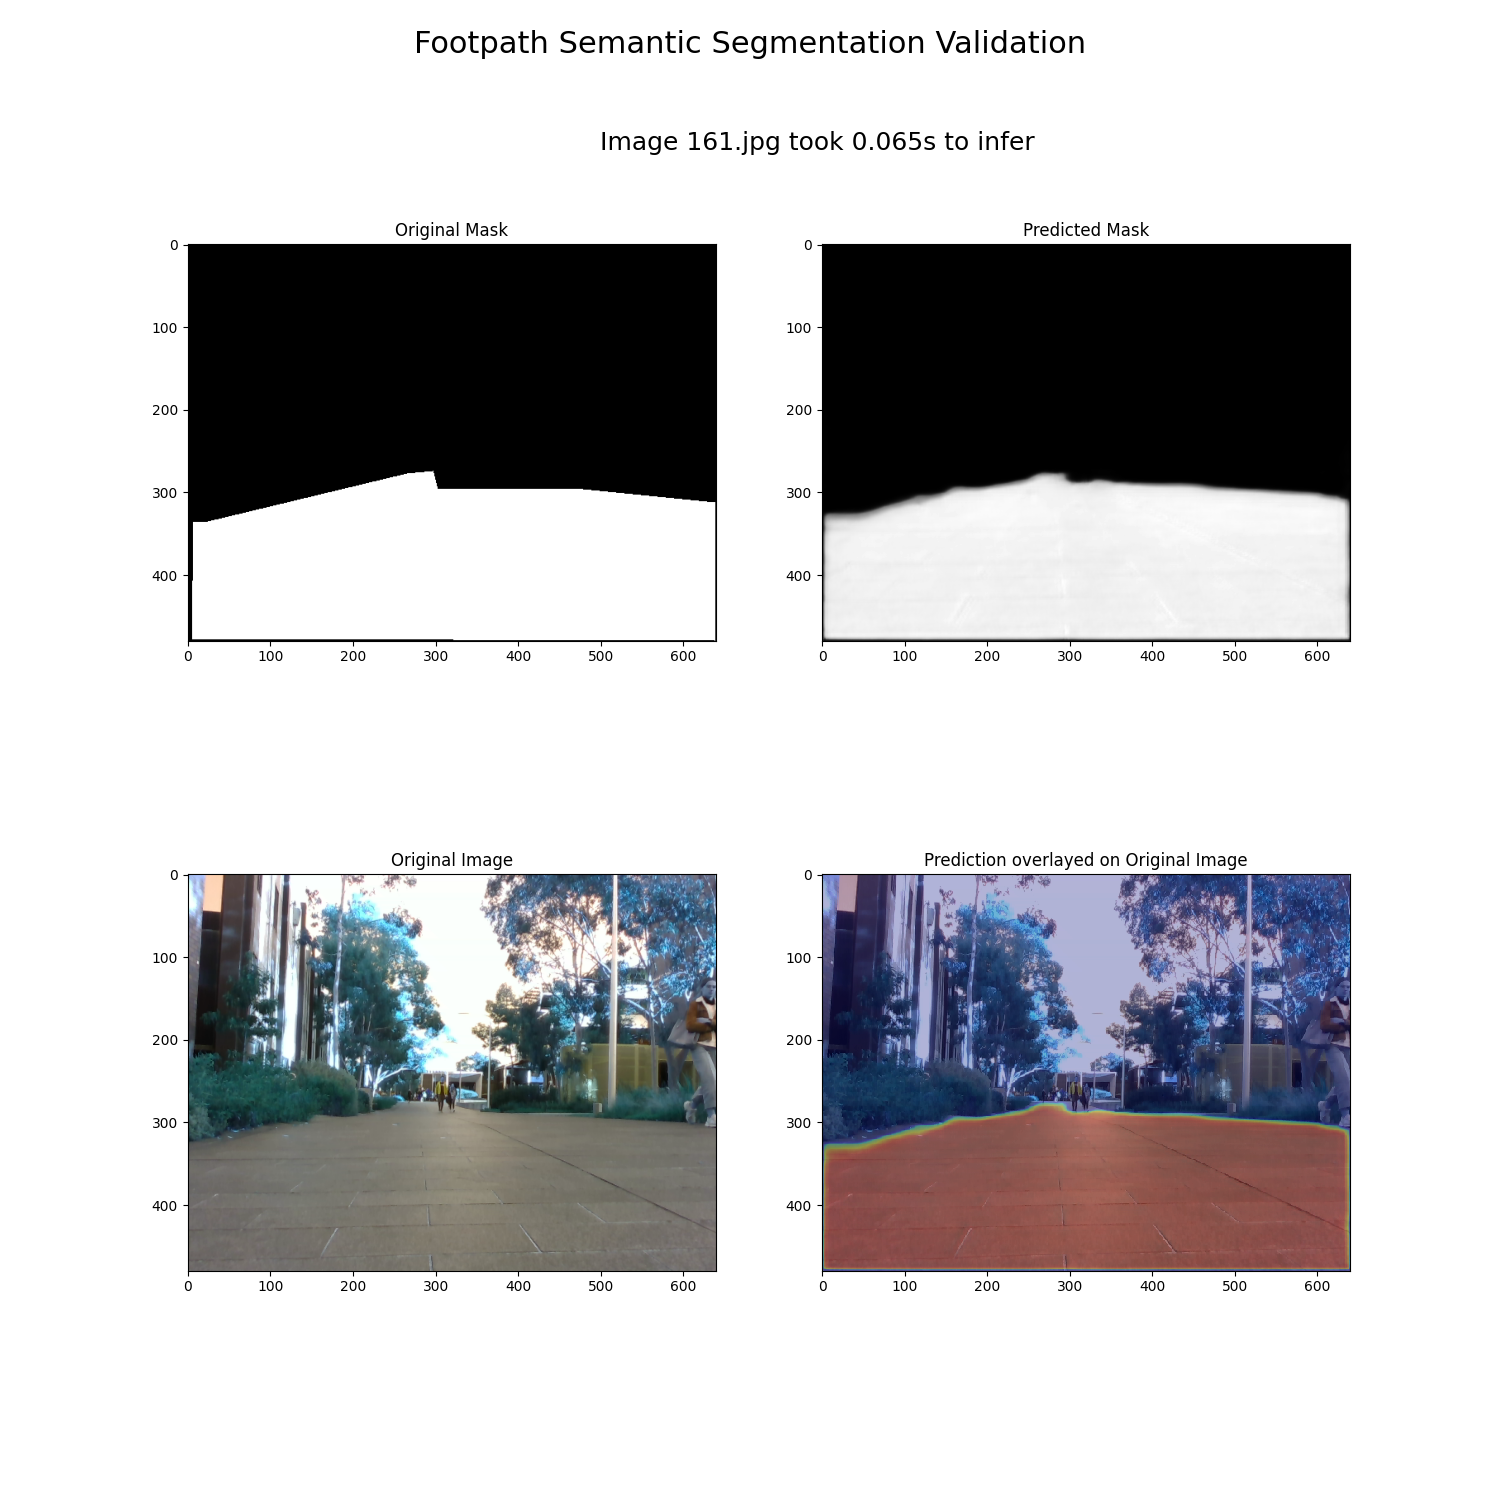 Footpath Semantic Segmentation Validation
Image 161.jpg took 0.065s to infer
Original Mask
0
100
200
300
400
0 100 200 300 400 500 600
Predicted Mask
0
100
200
300
400
0 100 200 300 400 500 600
Original Image
0
100
200
300
400
0 100 200 300 400 500 600
Prediction overlayed on Original Image
0
100
200
300
400
0 100 200 300 400 500 600